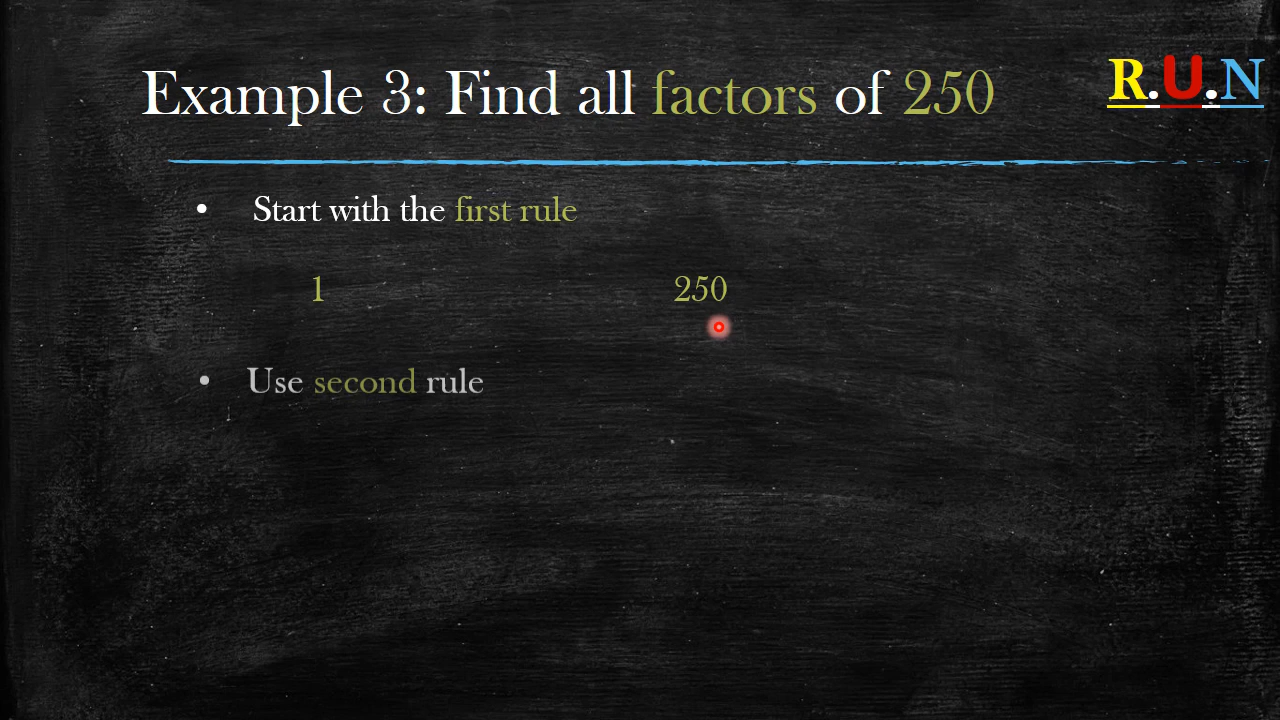 Example 3: Find all factors of 250
R.U.N
• Start with the first rule
1 250
• Use second rule